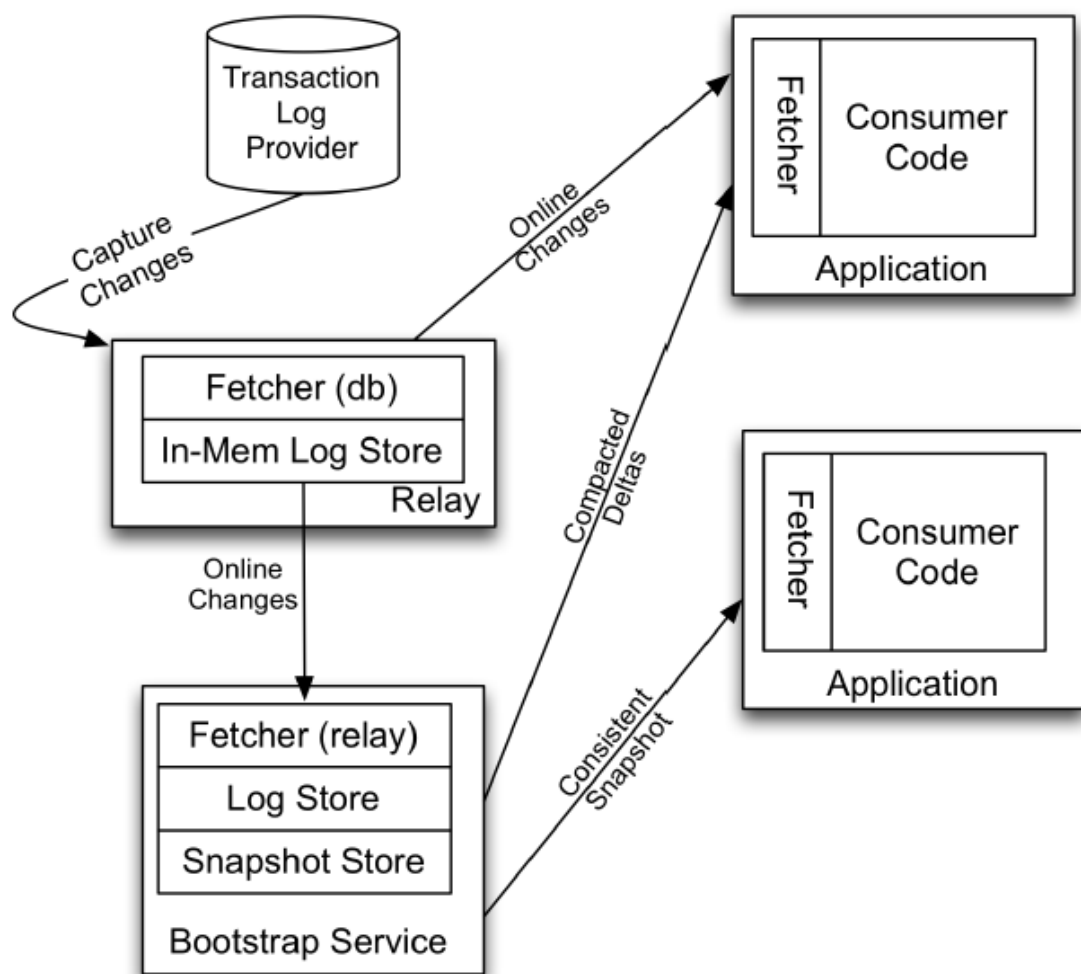 Transaction
Log
Provider
Capture
Changes
Online
Changes
Fetcher
Consumer
Code
Application
Fetcher (db)
In-Mem Log Store
Relay
Online
Changes
Compacted
Deltas
Fetcher
Consumer
Code
Application
Fetcher (relay)
Log Store
Snapshot Store
Bootstrap Service
Consistent
Snapshot